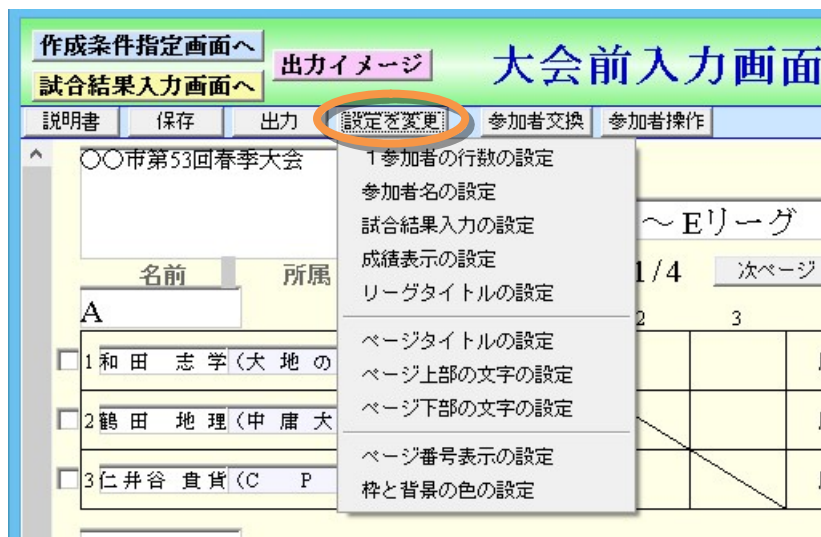 作成条件指定画面へ
出力イメージ
大会前入力画面
試合結果入力画面へ
説明書 保存 出力 設定を変更 参加者交換 参加者操作
〇〇市第53回春季大会
1参加者の行数の設定
参加者名の設定
試合結果入力の設定
成績表示の設定
リーグタイトルの設定
ページタイトルの設定
ページ上部の文字の設定
ページ下部の文字の設定
ページ番号表示の設定
枠と背景の色の設定
～ Eリーグ
名前 所属
1/4 次ページ
A
2 3
1 和田 志学 (大地の
2 鶴田 地理 (中庸大
3 仁井谷 貴貨 (C P